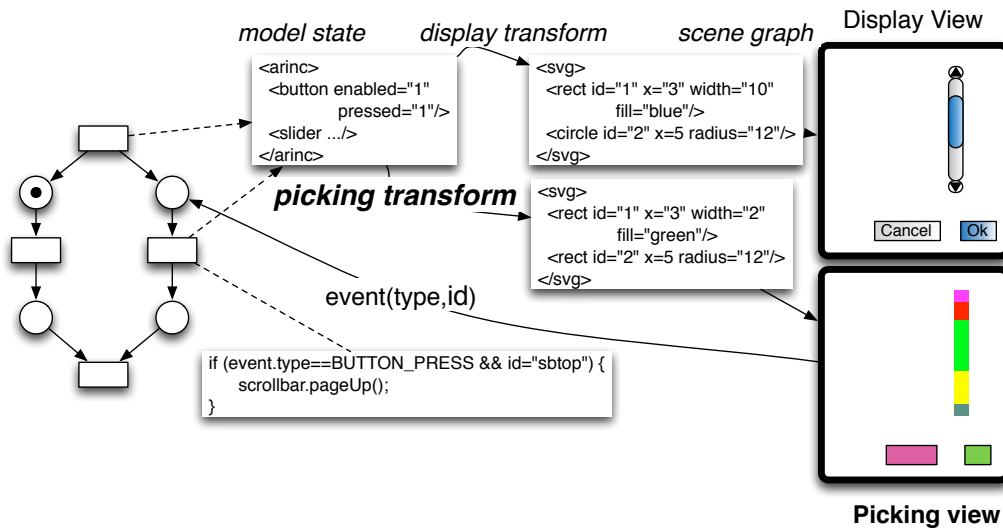 Display View
model state
display transform
scene graph
<arinc>
<button enabled="1"
pressed="1"/>
<slider .../>
</arinc>
<svg>
<rect id="1" x="3" width="10"
fill="blue"/>
<circle id="2" x=5 radius="12"/>
</svg>
picking transform
<svg>
<rect id="1" x="3" width="2"
fill="green"/>
<rect id="2" x=5 radius="12"/>
</svg>
Cancel
Ok
event(type,id)
if (event.type==BUTTON_PRESS && id="sbtop") {
scrollbar.pageUp();
}
Picking view